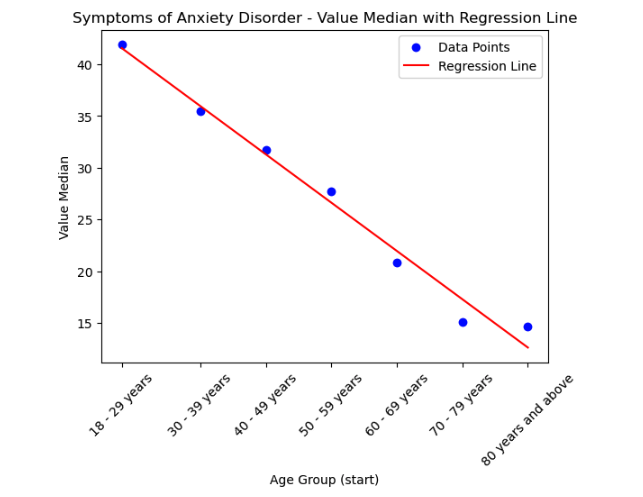 Symptoms of Anxiety Disorder - Value Median with Regression Line
Data Points
Regression Line
40
35
30
25
20
15
Value Median
18 - 29 years
30 - 39 years
40 - 49 years
50 - 59 years
60 - 69 years
70 - 79 years
80 years and above
Age Group (start)